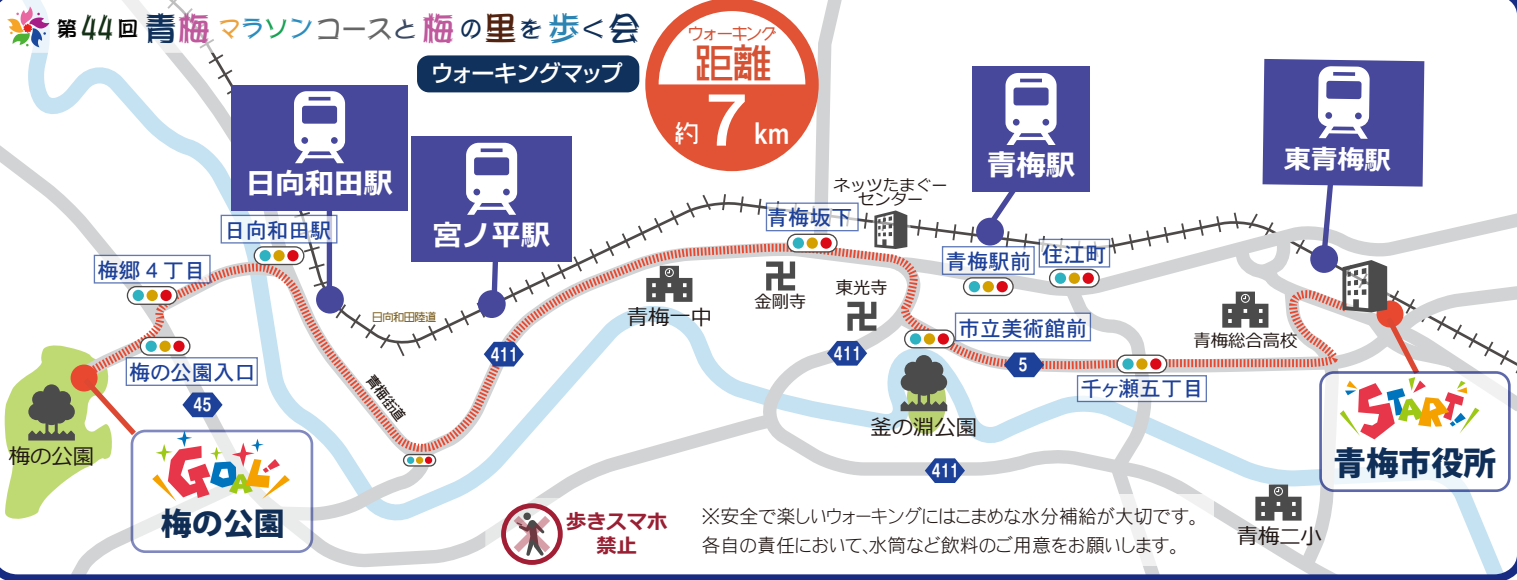 第44回 青梅マラソンコースと梅の里を歩く会
ウォーキングマップ
ウォーキング
距離
約7km
日向和田駅
宮ノ平駅
青梅駅
東青梅駅
ネッツたまぐー
センター
日向和田駅
梅郷４丁目
青梅坂下
青梅駅前
住江町
梅の公園入口
45
日向和田陸道
青梅街道
411
青梅一中
金剛寺
東光寺
411
市立美術館前
5
千ヶ瀬五丁目
青梅総合高校
釜の淵公園
411
梅の公園
GOAL
梅の公園
START
青梅市役所
青梅二小
歩きスマホ
禁止
※安全で楽しいウォーキングにはこまめな水分補給が大切です。
各自の責任において、水筒など飲料のご用意をお願いします。